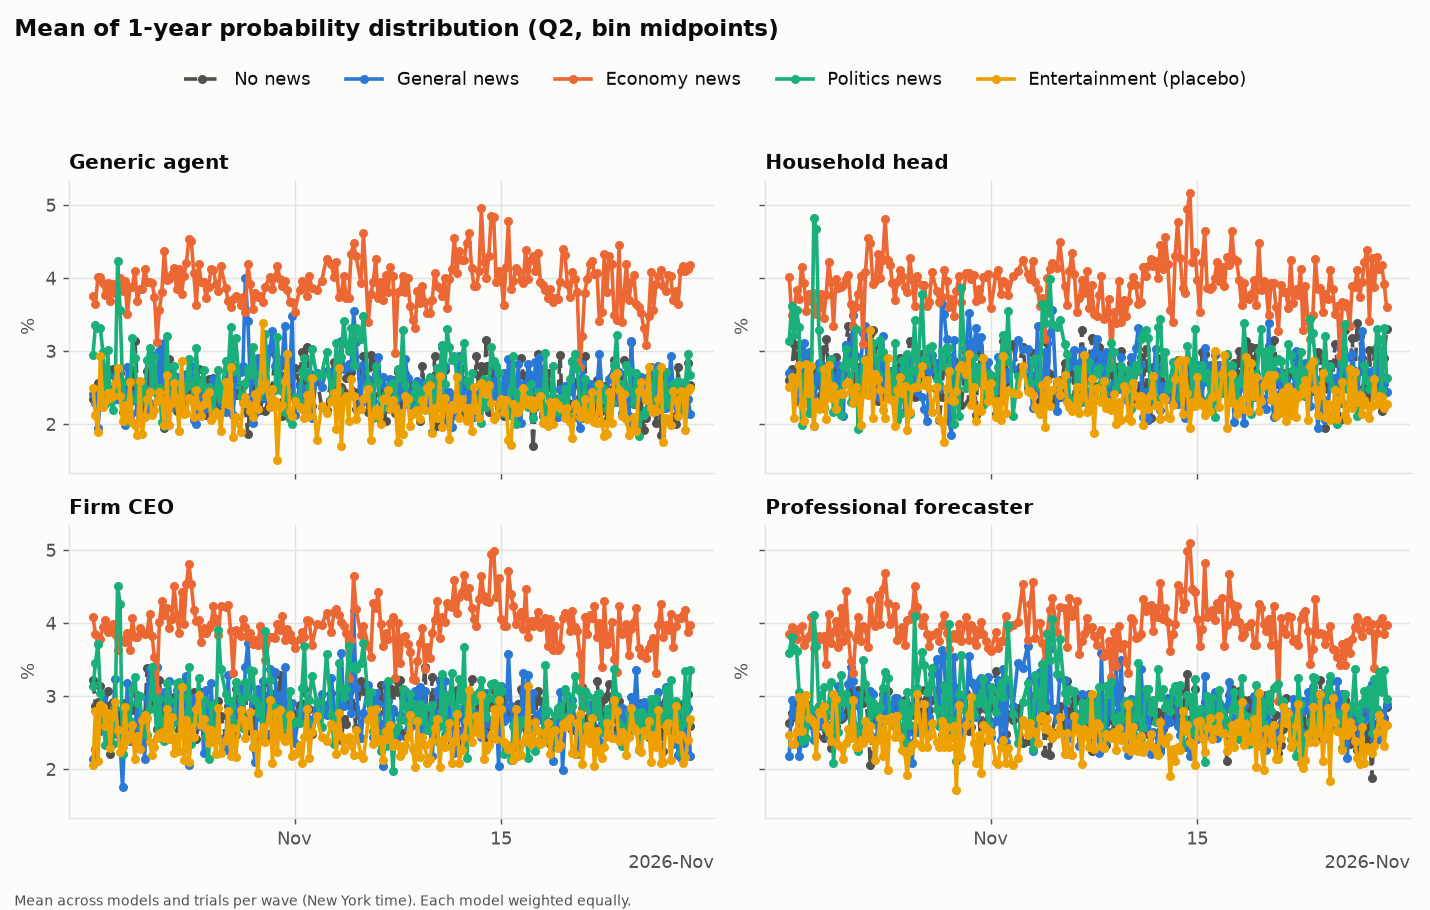 Mean of 1-year probability distribution (Q2, bin midpoints)
No news General news Economy news Politics news Entertainment (placebo)
Generic agent
Household head
%
5
4
3
2
%
Firm CEO
Professional forecaster
%
5
4
3
2
%
Nov 15
2026-Nov
Nov 15
2026-Nov
Mean across models and trials per wave (New York time). Each model weighted equally.